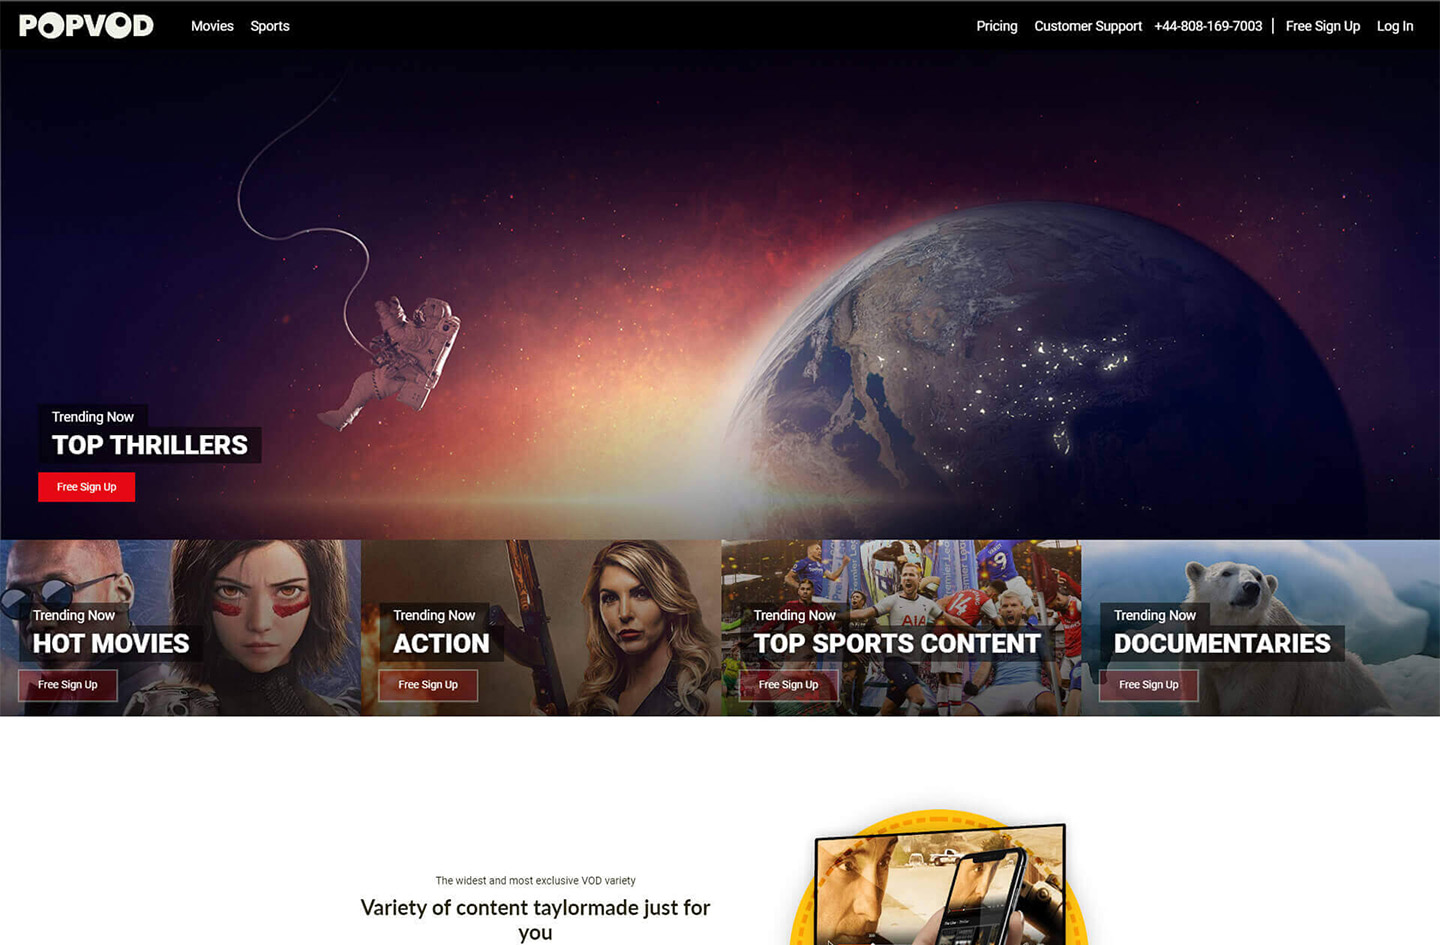 POPVOD
Movies Sports
Pricing Customer Support +44-808-169-7003 | Free Sign Up Log In
Trending Now
TOP THRILLERS
Free Sign Up
Trending Now
HOT MOVIES
Free Sign Up
Trending Now
ACTION
Free Sign Up
AIA
14
9
Trending Now
TOP SPORTS CONTENT
Free Sign Up
Trending Now
DOCUMENTARIES
Free Sign Up
The widest and most exclusive VOD variety
Variety of content taylormade just for
you